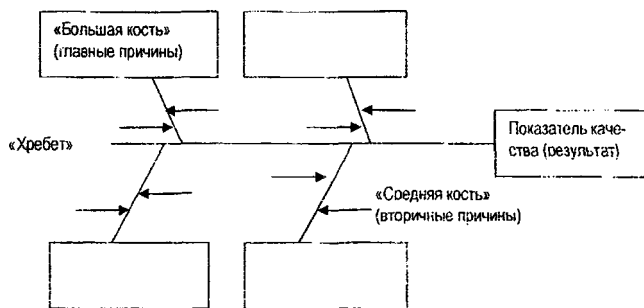 «Большая кость»
(главные причины)
«Хребет»
Показатель каче-
ства (результат)
«Средняя кость»
(вторичные причины)